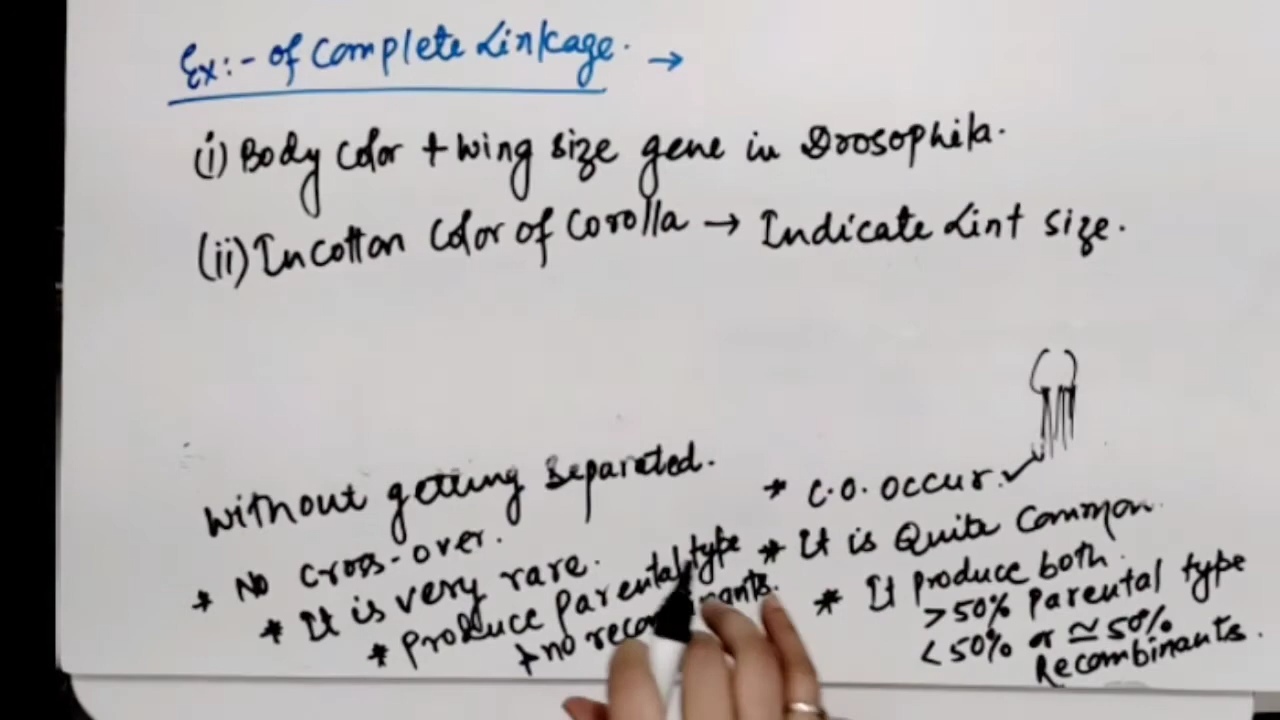 Ex:- of Complete Linkage. →
(i) Body Color + wing size gene in Drosophila.
(ii) In cotton Color of Corolla → Indicate Lint size.
without getting separated.
* No cross-over.
* It is very rare.
* Produce Parental type
+ no
* C.O. occur. ✓
* It is Quite Common.
* It produce both
>50% Parental type
<50% or ≃50%
Recombinants.